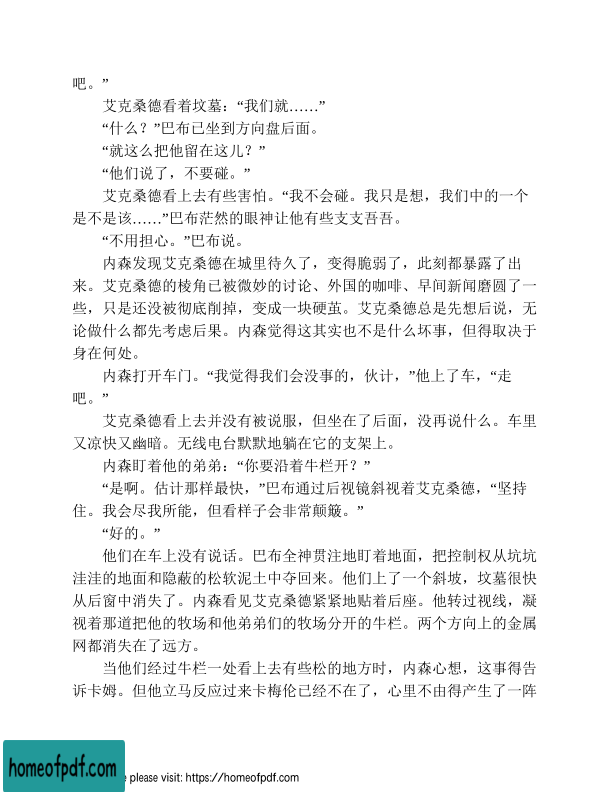 吧。”
艾克桑德看着坟墓：“我们就……”
“什么？”巴布已坐到方向盘后面。
“就这么把他留在这儿？”
“他们说了，不要碰。”
艾克桑德看上去有些害怕。“我不会碰。我只是想，我们中的一个
是不是该……”巴布茫然的眼神让他有些支支吾吾。
“不用担心。”巴布说。
内森发现艾克桑德在城里待久了，变得脆弱了，此刻都暴露了出
来。艾克桑德的棱角已被微妙的讨论、外国的咖啡、早间新闻磨圆了一
些，只是还没被彻底削掉，变成一块硬茧。艾克桑德总是先想后说，无
论做什么都先考虑后果。内森觉得这其实也不是什么坏事，但得取决于
身在何处。
内森打开车门。“我觉得我们会没事的，伙计，”他上了车，“走
吧。”
艾克桑德看上去并没有被说服，但坐在了后面，没再说什么。车里
又凉快又幽暗。无线电台默默地躺在它的支架上。
内森盯着他的弟弟：“你要沿着牛栏开？”
“是啊。估计那样最快，”巴布通过后视镜斜视着艾克桑德，“坚持
住。我会尽我所能，但看样子会非常颠簸。”
“好的。”
他们在车上没有说话。巴布全神贯注地盯着地面，把控制权从坑坑
洼洼的地面和隐蔽的松软泥土中夺回来。他们上了一个斜坡，坟墓很快
从后窗中消失了。内森看见艾克桑德紧紧地贴着后座。他转过视线，凝
视着那道把他的牧场和他弟弟们的牧场分开的牛栏。两个方向上的金属
网都消失在了远方。
当他们经过牛栏一处看上去有些松的地方时，内森心想，这事得告
诉卡姆。但他立马反应过来卡梅伦已经不在了，心里不由得产生了一阵
homeofpdf.com
e please visit: https://homeofpdf.com